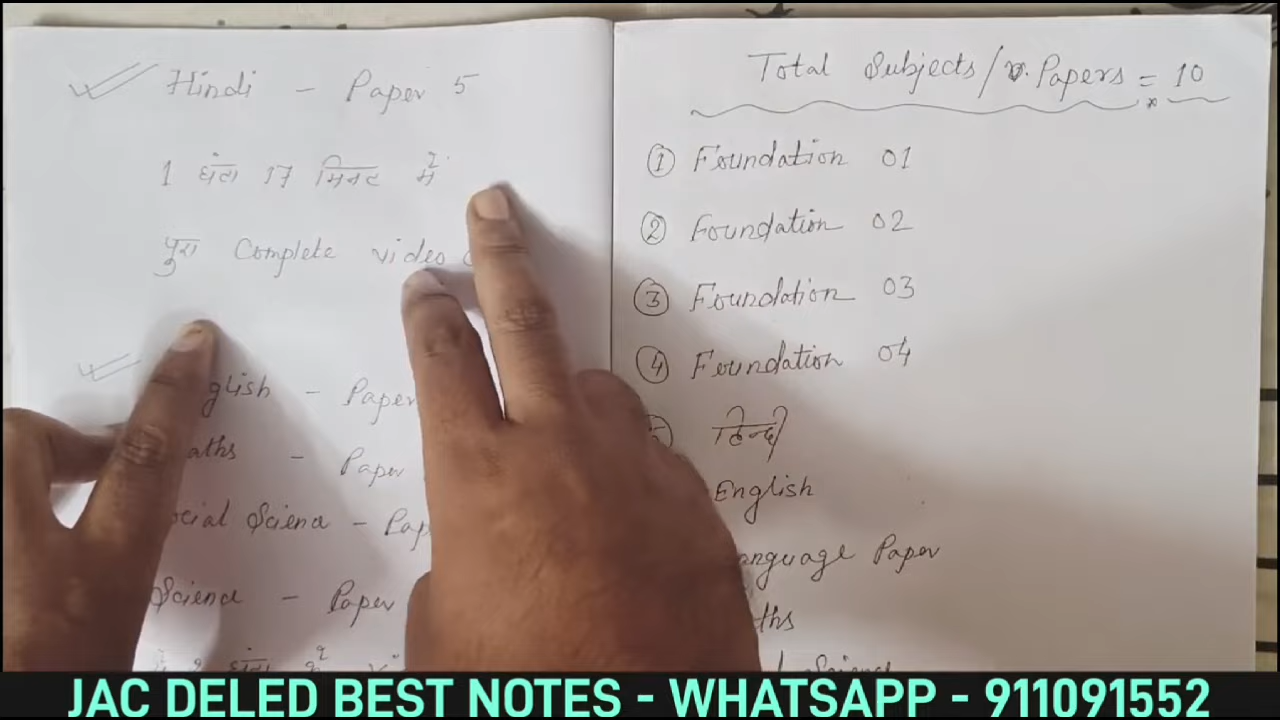 Hindi - Paper 5
1 घंटा 17 मिनट में
पुरा Complete video
glish - Paper
aths - Paper
ocial Science - Pap
Science - Paper
घंटा में
Total Subjects/ Papers = 10
① Foundation 01
② Foundation 02
③ Foundation 03
④ Foundation 04
हिन्दी
English
anguage Paper
ths
Science
JAC DELED BEST NOTES - WHATSAPP - 911091552